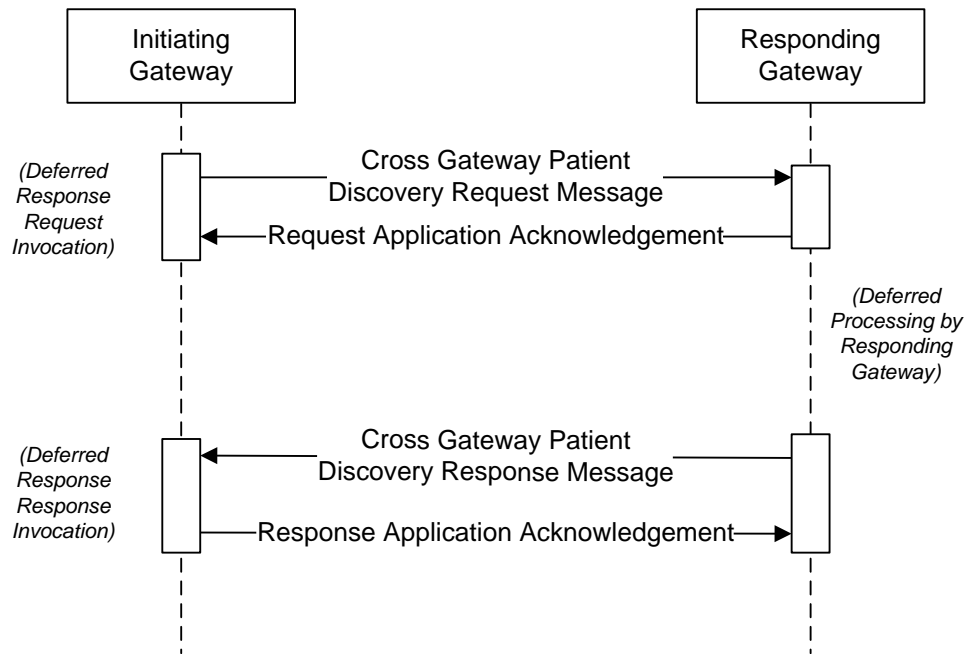 Initiating
Gateway
Responding
Gateway
(Deferred
Response
Request
Invocation)
Cross Gateway Patient
Discovery Request Message
Request Application Acknowledgement
(Deferred
Processing by
Responding
Gateway)
(Deferred
Response
Response
Invocation)
Cross Gateway Patient
Discovery Response Message
Response Application Acknowledgement